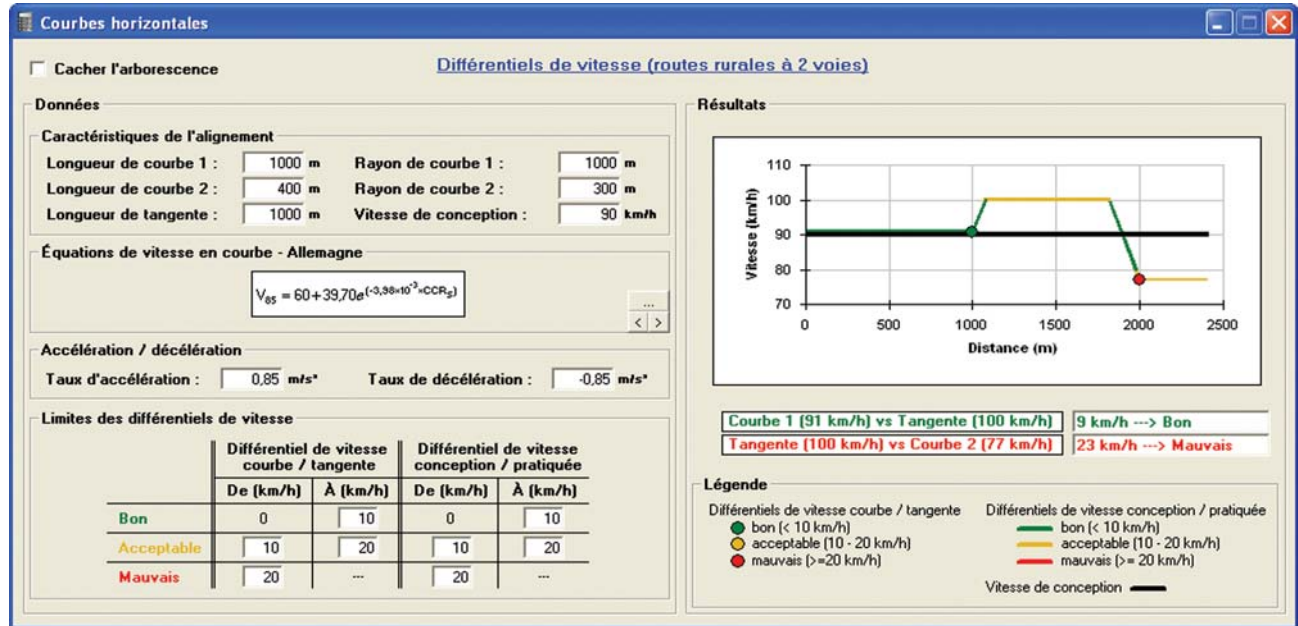 Courbes horizontales
Cacher l'arborescence
Différentiels de vitesse (routes rurales à 2 voies)
Données
Caractéristiques de l'alignement
Longueur de courbe 1 : 1000 m Rayon de courbe 1 : 1000 m
Longueur de courbe 2 : 400 m Rayon de courbe 2 : 300 m
Longueur de tangente : 1000 m Vitesse de conception : 90 km/h
Équations de vitesse en courbe - Allemagne
V85 = 60+39,70e(-3,98×10-3×CCRS)
...
< >
Accélération / décélération
Taux d'accélération : 0,85 m/s² Taux de décélération : -0,85 m/s²
Limites des différentiels de vitesse
Différentiel de vitesse Différentiel de vitesse
courbe / tangente conception / pratiquée
De (km/h) À (km/h) De (km/h) À (km/h)
Bon 0 10 0 10
Acceptable 10 20 10 20
Mauvais 20 --- 20 ---
Résultats
110
100
90
80
70
Vitesse (km/h)
0 500 1000 1500 2000 2500
Distance (m)
Courbe 1 (91 km/h) vs Tangente (100 km/h) 9 km/h ---> Bon
Tangente (100 km/h) vs Courbe 2 (77 km/h) 23 km/h ---> Mauvais
Légende
Différentiels de vitesse courbe / tangente Différentiels de vitesse conception / pratiquée
bon (< 10 km/h) bon (< 10 km/h)
acceptable (10 - 20 km/h) acceptable (10 - 20 km/h)
mauvais (>=20 km/h) mauvais (>= 20 km/h)
Vitesse de conception